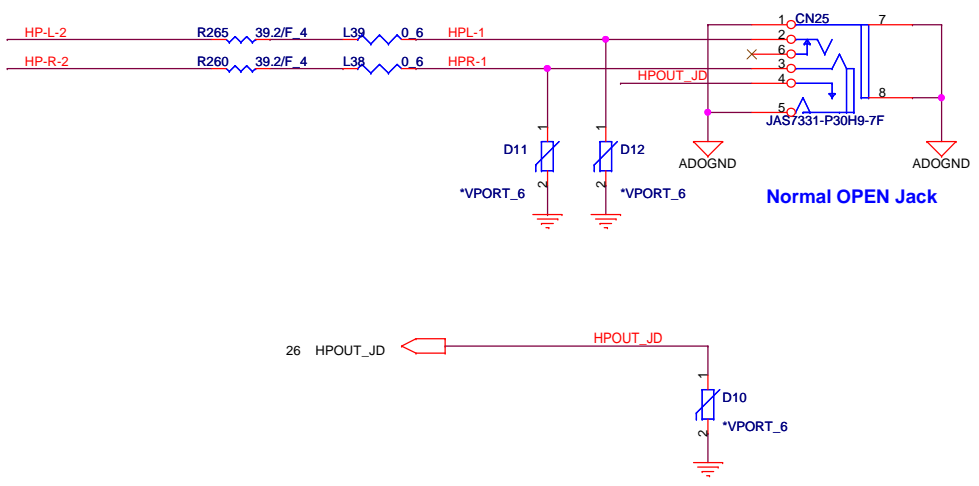 HP-L-2 R265 39.2/F_4 L39 0_6 HPL-1 1 CN25 7
2
6
HP-R-2 R260 39.2/F_4 L38 0_6 HPR-1 3
HPOUT_JD 4
8
5
JAS7331-P30H9-7F
D11 1 2 *VPORT_6
D12 1 2 *VPORT_6
ADOGND
ADOGND
Normal OPEN Jack
26 HPOUT_JD
HPOUT_JD
1
D10
*VPORT_6
2